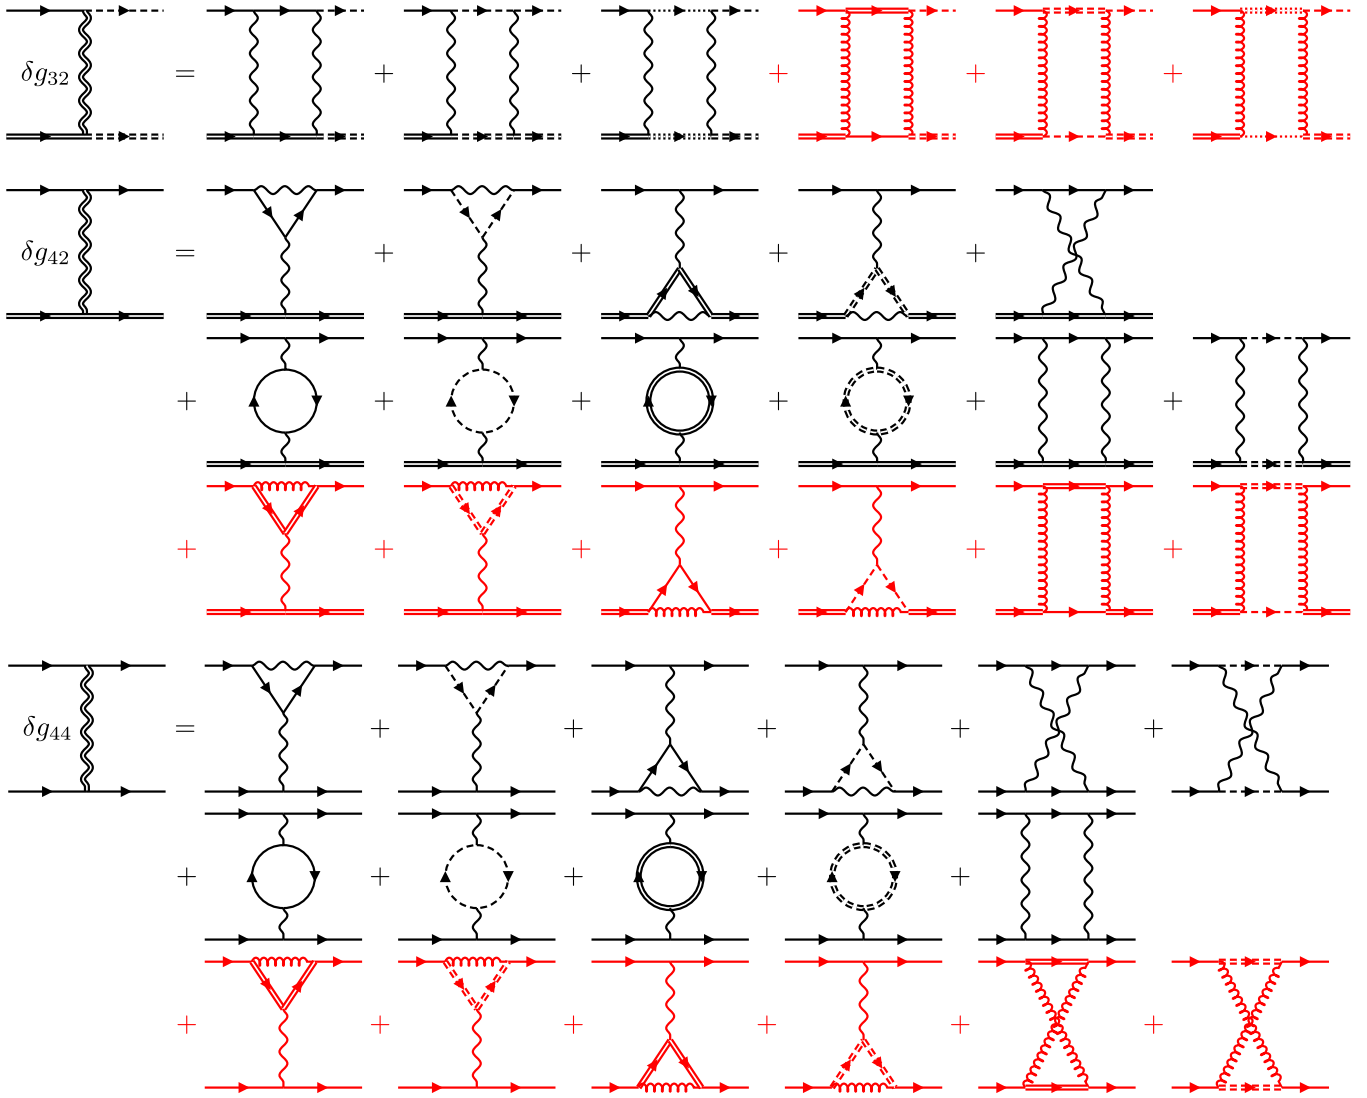 δg32 = + + + + +
δg42 = + + + +
+ + + + + +
+ + + + + +
δg44 = + + + + +
+ + + + +
+ + + + + +